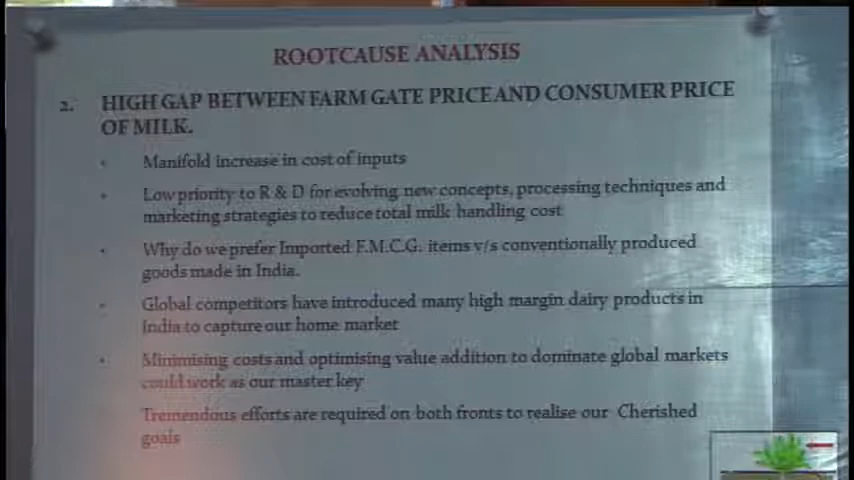 ROOTCAUSE ANALYSIS
2. HIGH GAP BETWEEN FARM GATE PRICE AND CONSUMER PRICE
OF MILK.
• Manifold increase in cost of inputs
• Low priority to R & D for evolving new concepts, processing techniques and
marketing strategies to reduce total milk handling cost
• Why do we prefer Imported F.M.C.G. items v/s conventionally produced
goods made in India.
• Global competitors have introduced many high margin dairy products in
India to capture our home market
• Minimising costs and optimising value addition to dominate global markets
could work as our master key
Tremendous efforts are required on both fronts to realise our Cherished
goals